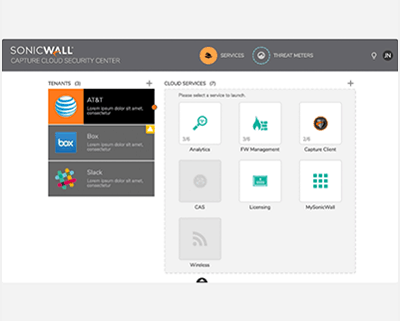 SONICWALL
CAPTURE CLOUD SECURITY CENTER
SERVICES
THREAT METERS
JN
TENANTS (3)
CLOUD SERVICES (7)
AT&T
Lorem ipsum dolor sit amet, consectetur
box
Box
Lorem ipsum dolor sit amet, consectetur
Slack
Lorem ipsum dolor sit amet, consectetur
Please select a service to launch.
3/6
Analytics
3/6
FW Management
2/6
Capture Client
CAS
Licensing
MySonicWall
Wireless